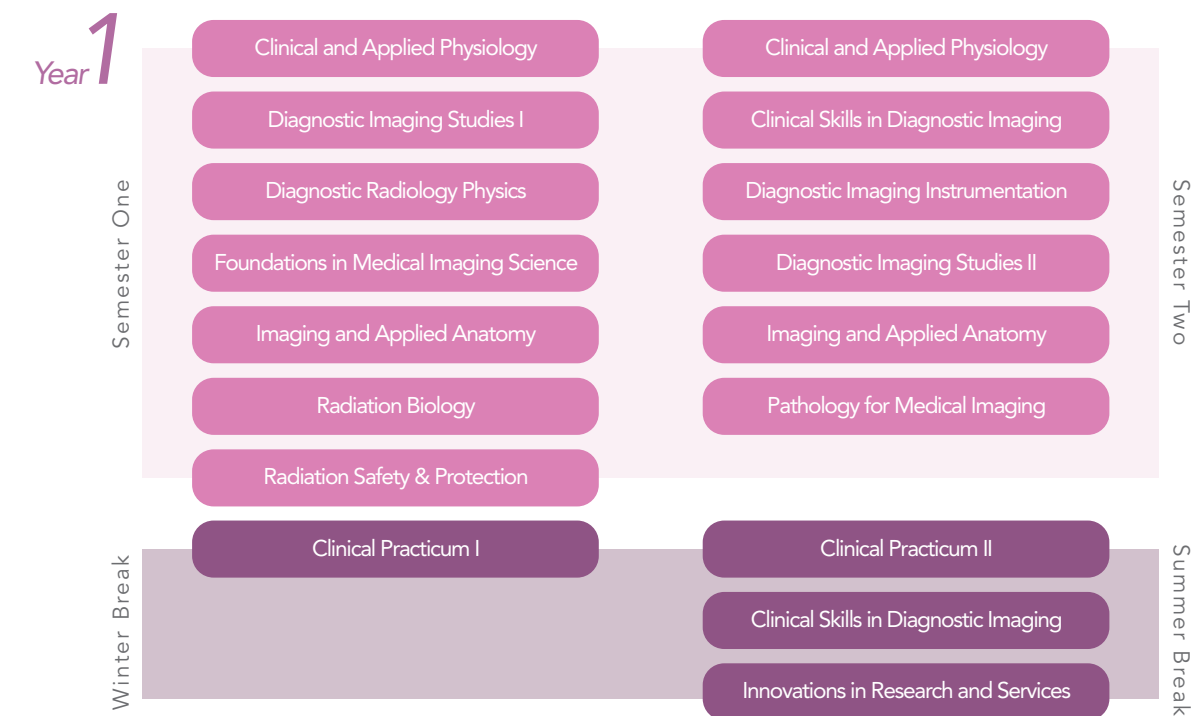 Year 1
Semester One
Clinical and Applied Physiology
Diagnostic Imaging Studies I
Diagnostic Radiology Physics
Foundations in Medical Imaging Science
Imaging and Applied Anatomy
Radiation Biology
Radiation Safety & Protection
Semester Two
Clinical and Applied Physiology
Clinical Skills in Diagnostic Imaging
Diagnostic Imaging Instrumentation
Diagnostic Imaging Studies II
Imaging and Applied Anatomy
Pathology for Medical Imaging
Winter Break
Clinical Practicum I
Summer Break
Clinical Practicum II
Clinical Skills in Diagnostic Imaging
Innovations in Research and Services